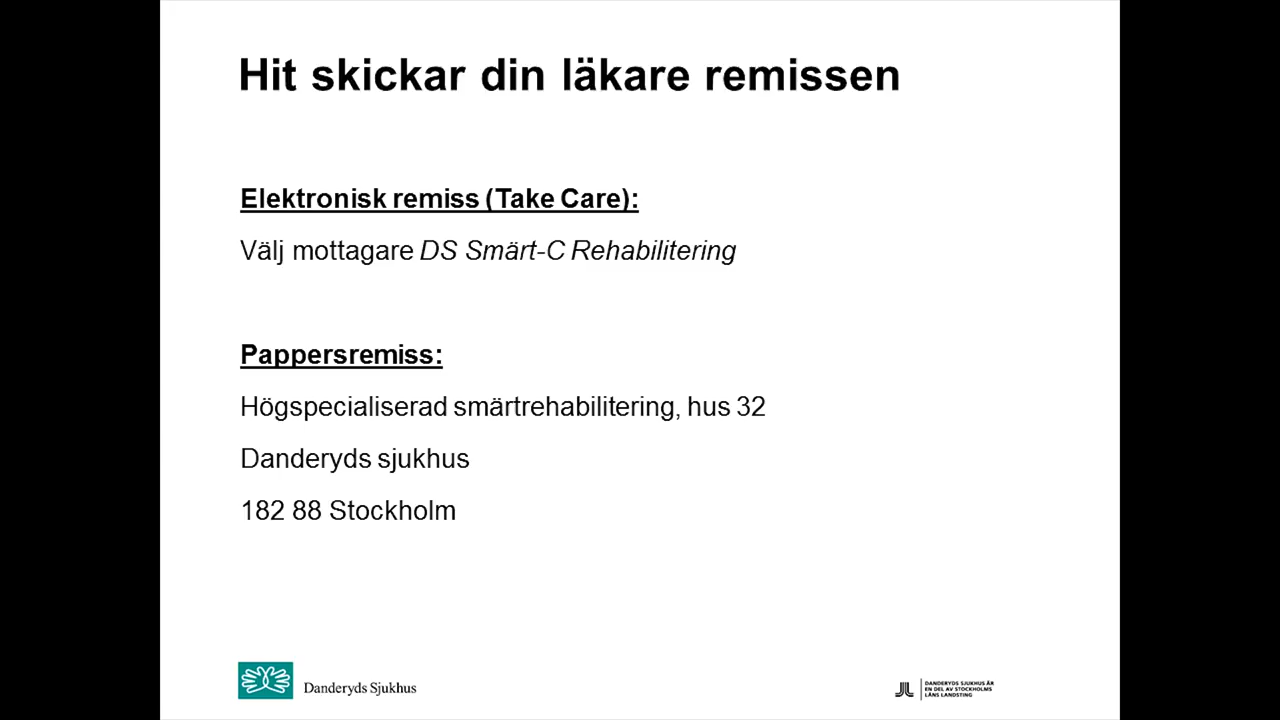 Hit skickar din läkare remissen
Elektronisk remiss (Take Care):
Välj mottagare DS Smärt-C Rehabilitering
Pappersremiss:
Högspecialiserad smärtrehabilitering, hus 32
Danderyds sjukhus
182 88 Stockholm
Danderyds Sjukhus
DANDERYDS SJUKHUS ÄR
EN DEL AV STOCKHOLMS
LÄNS LANDSTING